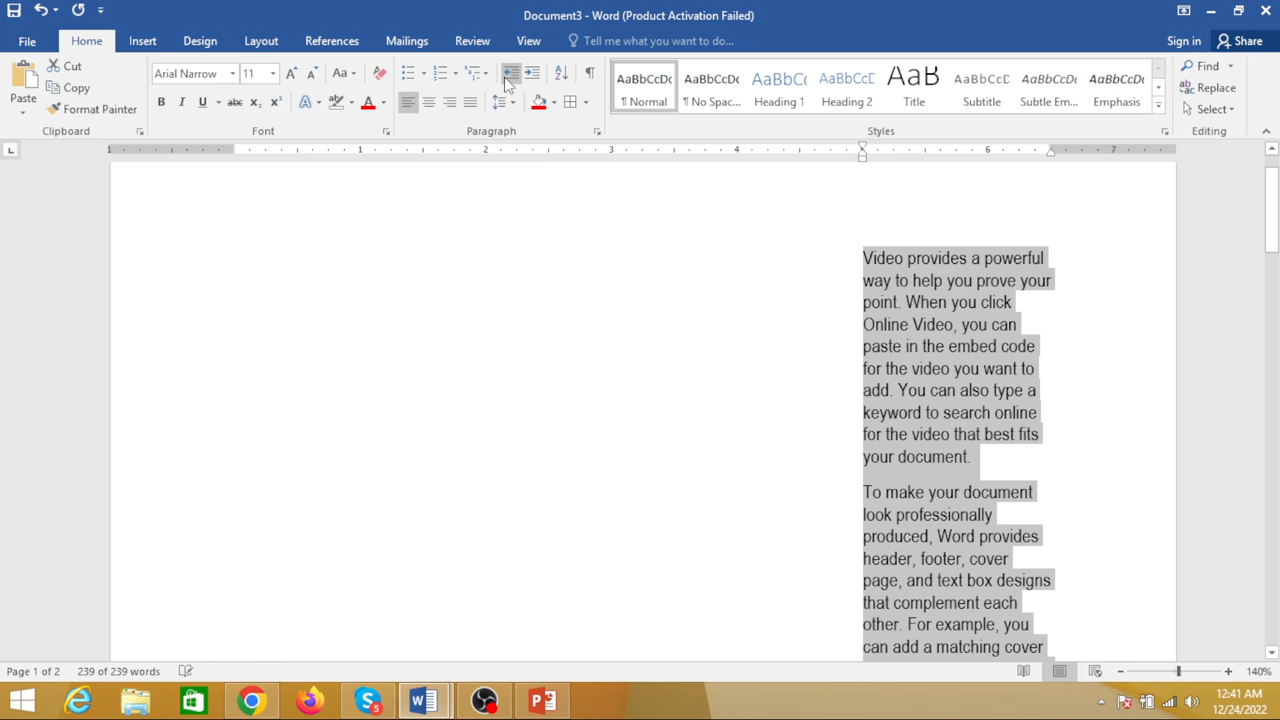 Document3 - Word (Product Activation Failed)
File Home Insert Design Layout References Mailings Review View Tell me what you want to do... Sign in Share
Cut
Copy
Format Painter
Paste
Clipboard
Arial Narrow 11
Font
Paragraph
AaBbCcDc AaBbCcDc AaBbCc AaBbCcC AaB AaBbCcD AaBbCcDc AaBbCcDc
¶ Normal ¶ No Spac... Heading 1 Heading 2 Title Subtitle Subtle Em... Emphasis
Styles
Find
Replace
Select
Editing
1 1 2 3 4 6 7
Video provides a powerful
way to help you prove your
point. When you click
Online Video, you can
paste in the embed code
for the video you want to
add. You can also type a
keyword to search online
for the video that best fits
your document.
To make your document
look professionally
produced, Word provides
header, footer, cover
page, and text box designs
that complement each
other. For example, you
can add a matching cover
Page 1 of 2 239 of 239 words 140%
12:41 AM
12/24/2022